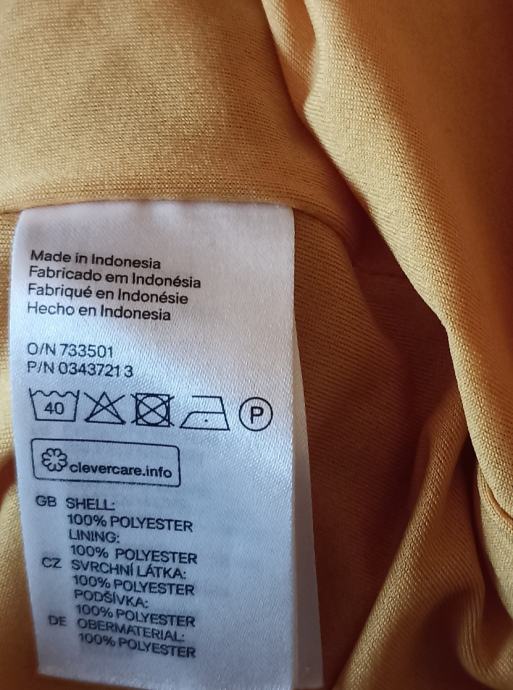 Made in Indonesia
Fabricado em Indonésia
Fabriqué en Indonésie
Hecho en Indonesia
O/N 733501
P/N 03437213
40 P
clevercare.info
GB SHELL:
100% POLYESTER
LINING:
100% POLYESTER
CZ SVRCHNÍ LÁTKA:
100% POLYESTER
PODŠÍVKA:
100% POLYESTER
DE OBERMATERIAL:
100% POLYESTER